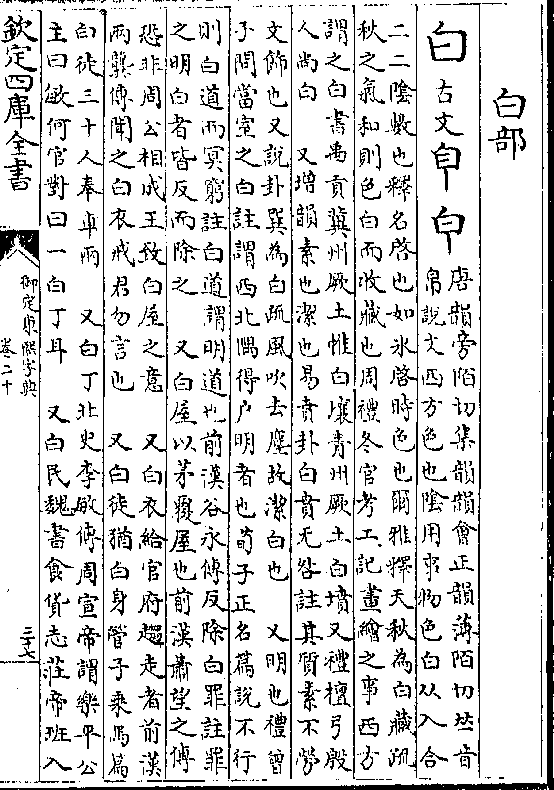 白部
白古文𦣺𤼽唐韻旁陌切集韻韻會正韻薄陌切𠀤音
帛說文西方色也陰用事物色白从入合
二二陰數也釋名啓也如氷啓時色也爾雅釋天秋為白藏疏
秋之氣和則色白而收藏也周禮冬官考工記畫繪之事西方
謂之白書禹貢冀州厥土惟白壤青州厥土白墳又禮檀弓殷
人尚白 又增韻素也潔也易賁卦白賁无咎註其質素不勞
文飾也又說卦巽為白疏風吹去塵故潔白也 又明也禮曾
子問當室之白註謂西北隅得户明者也荀子正名篇說不行
則白道而冥窮註白道謂明道也前漢谷永傳反除白罪註罪
之明白者皆反而除之 又白屋以茅覆屋也前漢蕭望之傳
恐非周公相成王致白屋之意 又白衣給官府趨走者前漢
兩龔傳聞之白衣戒君勿言也 又白徒猶白身管子乘馬篇
白徒三十人奉車兩 又白丁北史李敏傳周宣帝謂樂平公
主曰敏何官對曰一白丁耳 又白民魏書食貨志莊帝班入
欽定四庫全書
御定康熙字典
卷二十
三十七